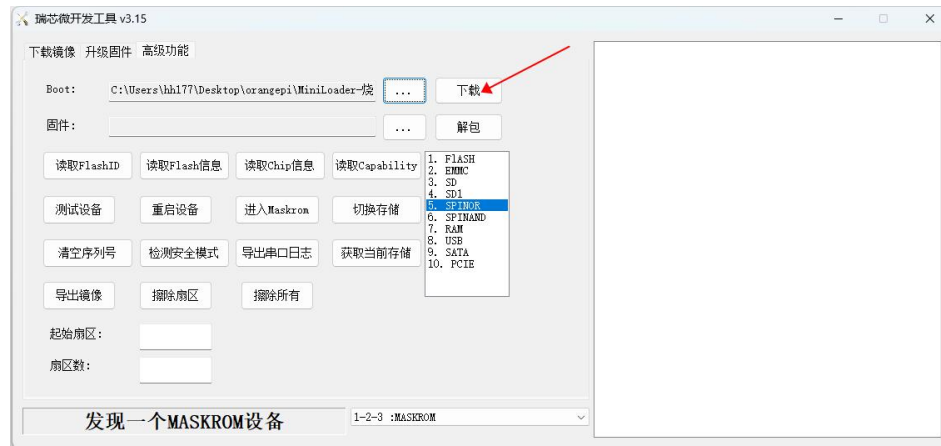 瑞芯微开发工具 v3.15
下载镜像 升级固件 高级功能
Boot: C:\Users\hh177\Desktop\orangepi\MiniLoader-烧 ... 下载
固件: ... 解包
读取FlashID 读取Flash信息 读取Chip信息 读取Capability
测试设备 重启设备 进入Maskrom 切换存储
清空序列号 检测安全模式 导出串口日志 获取当前存储
导出镜像 擦除扇区 擦除所有
1. FlASH
2. EMMC
3. SD
4. SD1
5. SPINOR
6. SPINAND
7. RAM
8. USB
9. SATA
10. PCIE
起始扇区:
扇区数:
发现一个MASKROM设备 1-2-3 :MASKROM